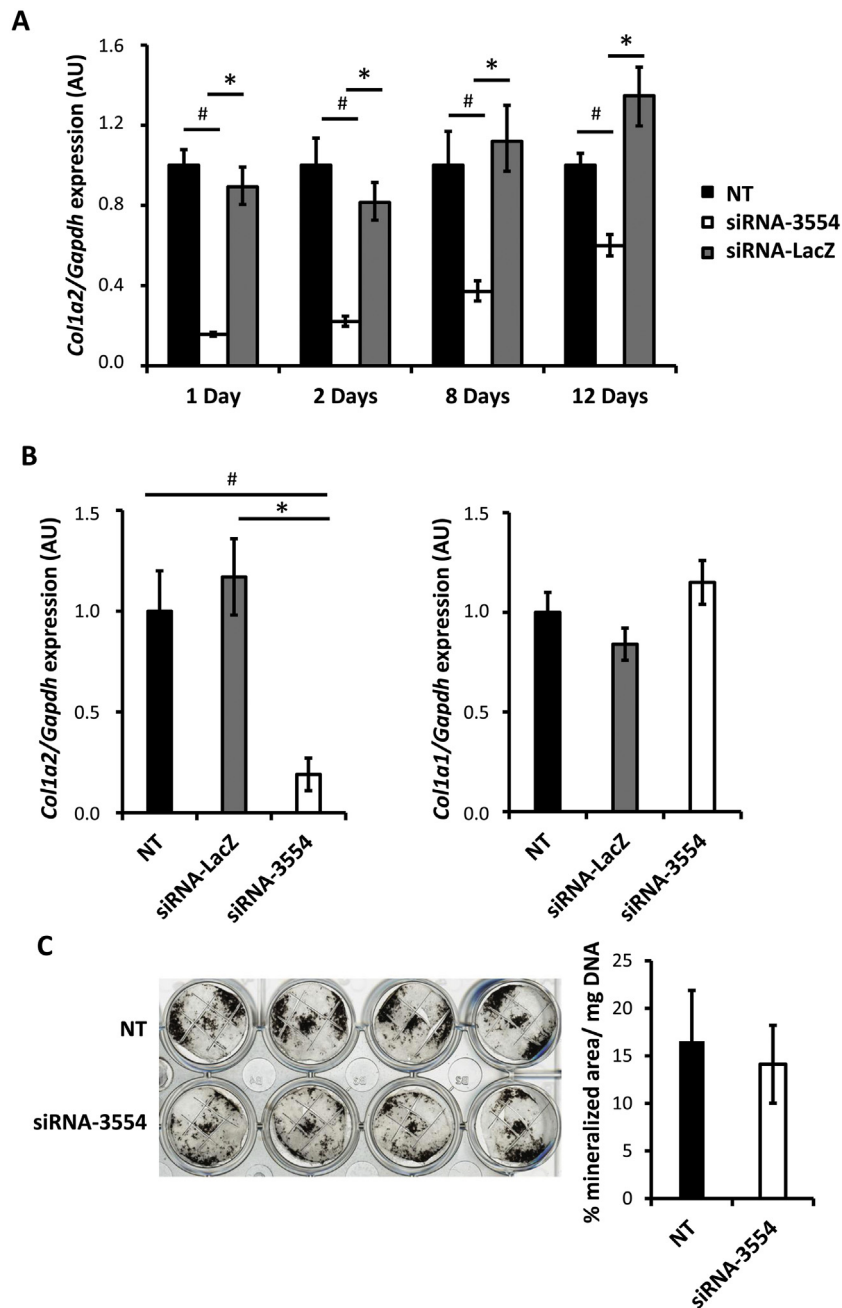 A
Col1a2/Gapdh expression (AU)
1.6
1.2
0.8
0.4
0.0
# *
# *
# *
# *
1 Day
2 Days
8 Days
12 Days
NT
siRNA-3554
siRNA-LacZ
B
Col1a2/Gapdh expression (AU)
1.5
1.0
0.5
0.0
#
*
NT
siRNA-LacZ
siRNA-3554
Col1a1/Gapdh expression (AU)
1.5
1.0
0.5
0.0
NT
siRNA-LacZ
siRNA-3554
C
NT
siRNA-3554
% mineralized area/ mg DNA
25
20
15
10
5
0
NT
siRNA-3554